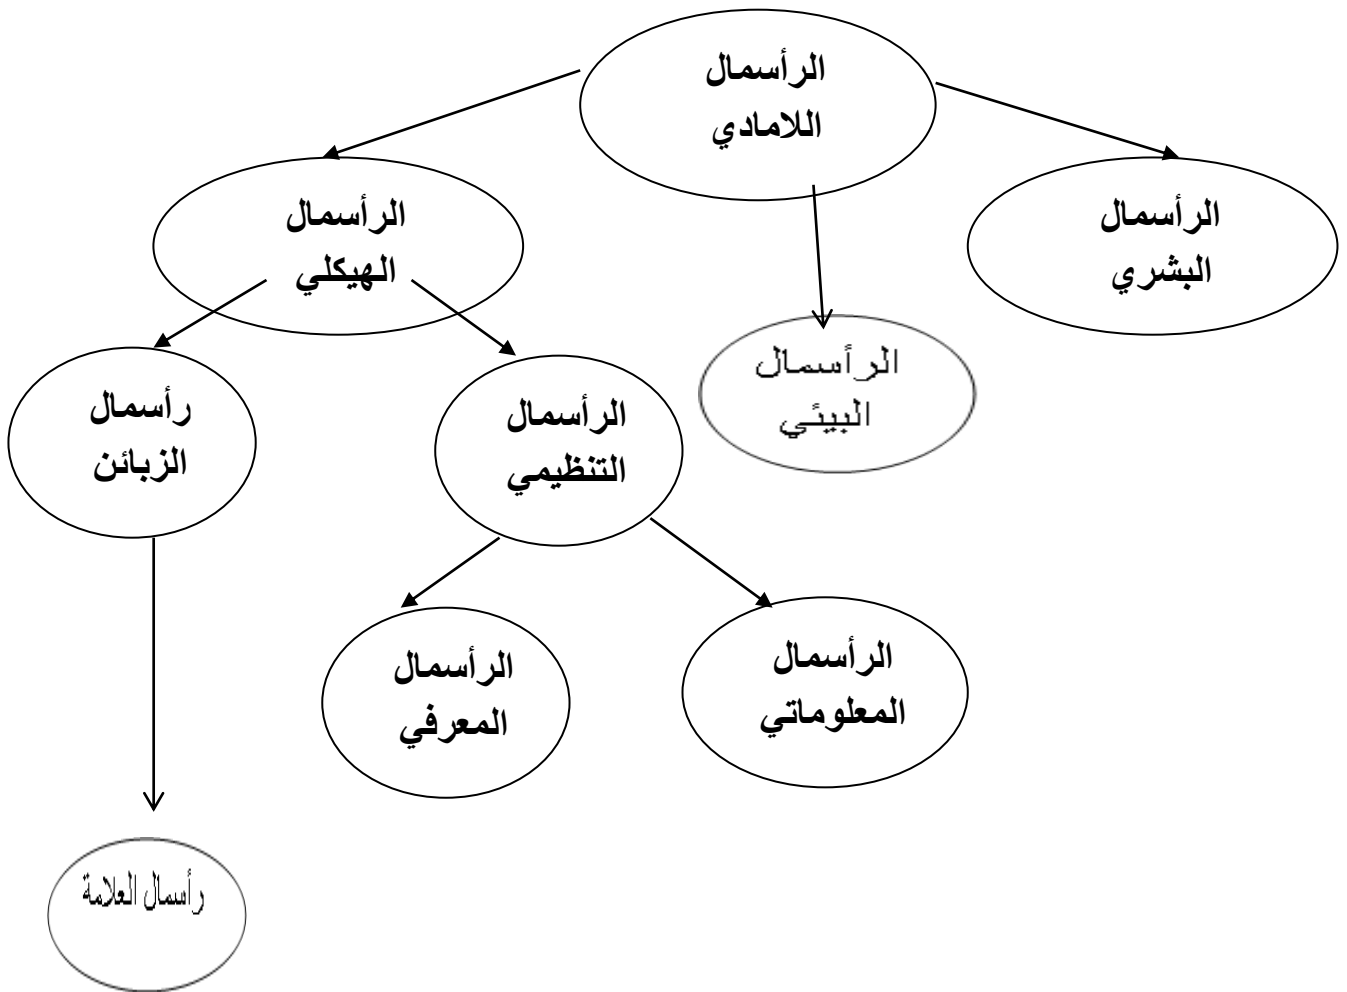 الرأسمال
اللامادي
الرأسمال
البشري
الرأسمال
الهيكلي
الرأسمال
البيئي
الرأسمال
التنظيمي
رأسمال
الزبائن
الرأسمال
المعلوماتي
الرأسمال
المعرفي
رأسمال العلامة